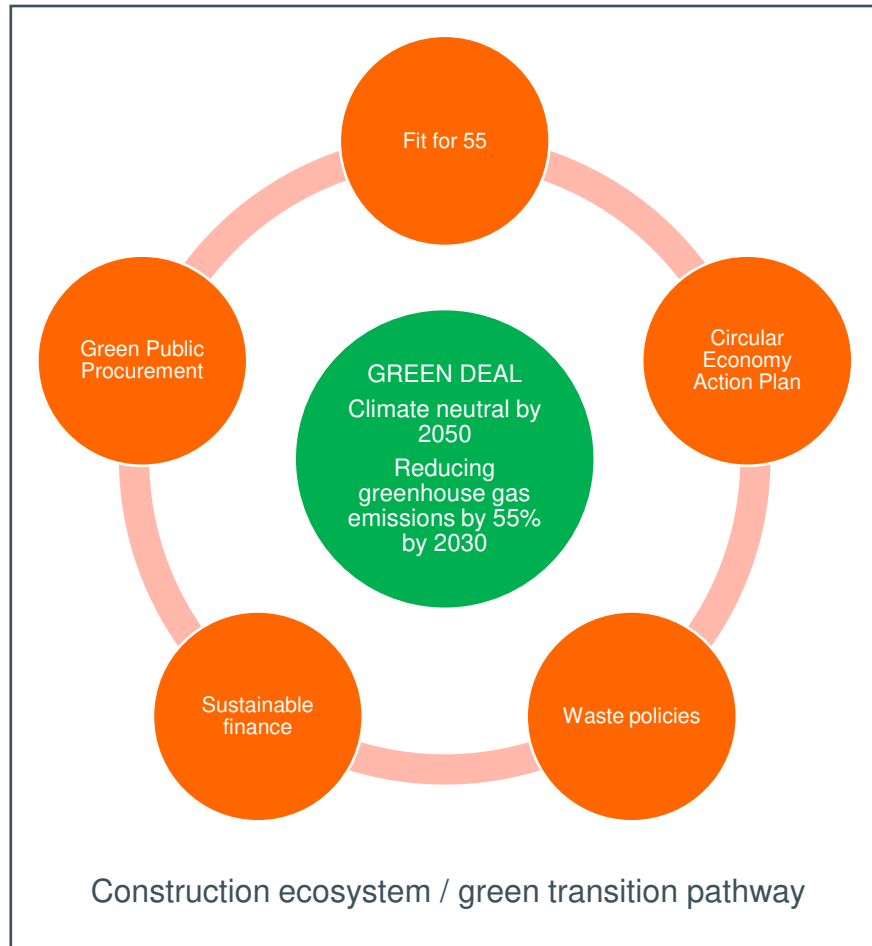 Fit for 55
Circular
Economy
Action Plan
Waste policies
Sustainable
finance
Green Public
Procurement
GREEN DEAL
Climate neutral by
2050
Reducing
greenhouse gas
emissions by 55%
by 2030
Construction ecosystem / green transition pathway